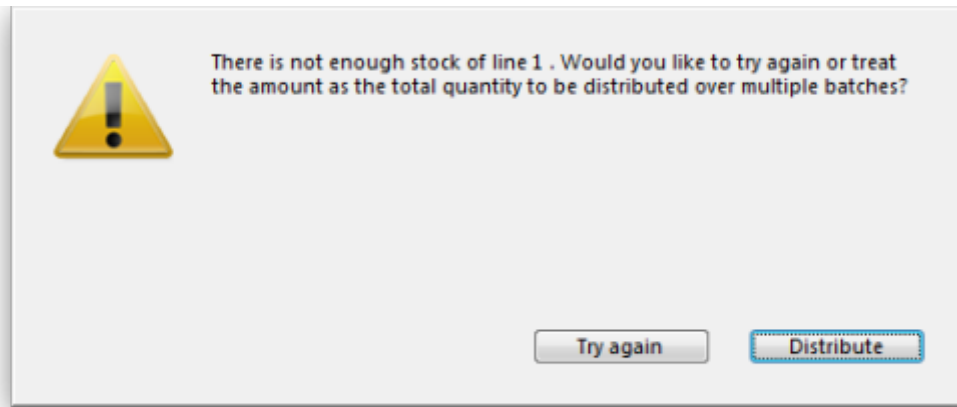 There is not enough stock of line 1 . Would you like to try again or treat
the amount as the total quantity to be distributed over multiple batches?
Try again
Distribute